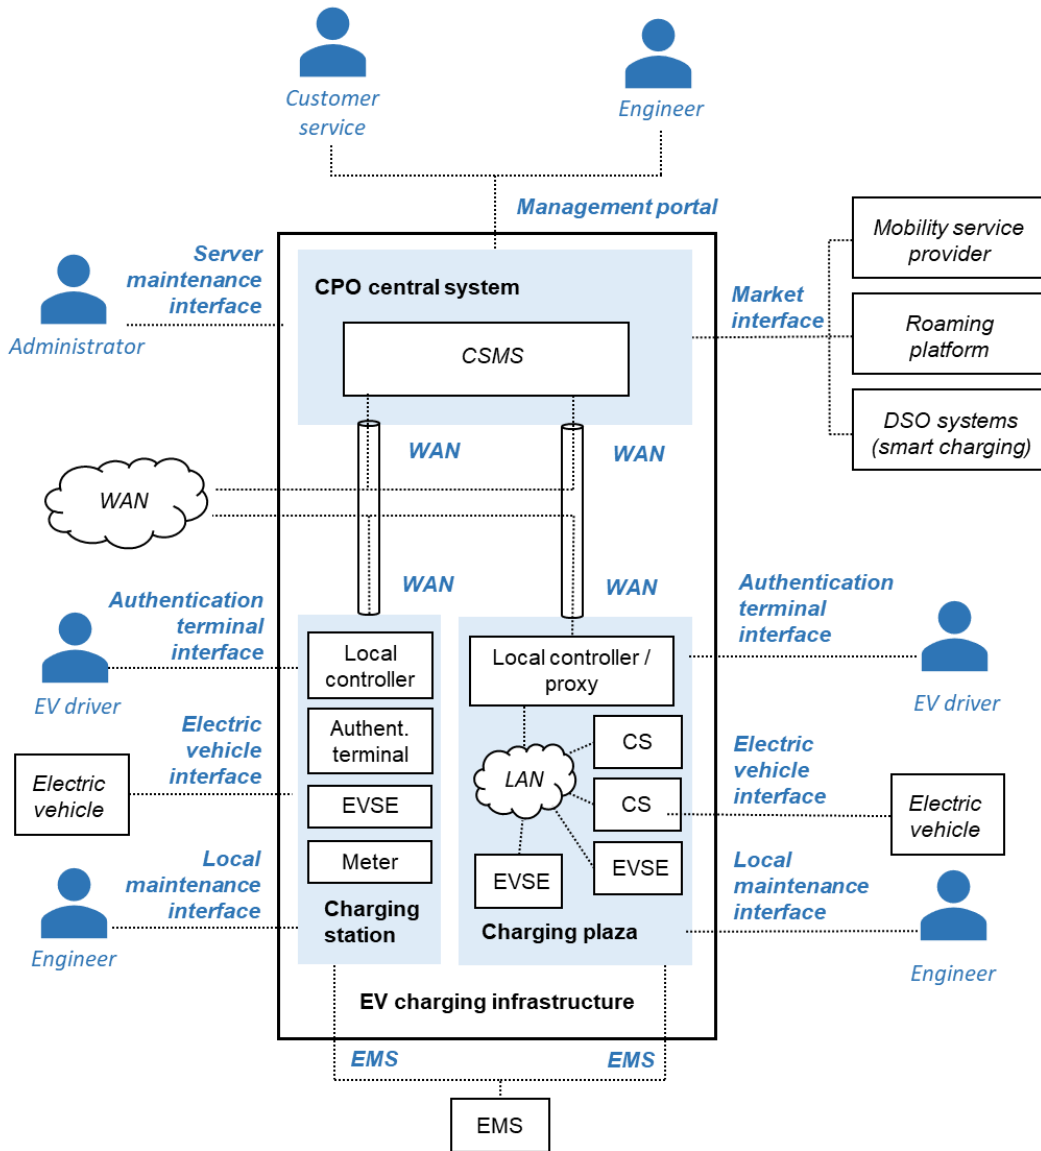 Customer
service
Engineer
Management portal
Server
maintenance
interface
Administrator
CPO central system
CSMS
Market
interface
Mobility service
provider
Roaming
platform
DSO systems
(smart charging)
WAN
WAN
WAN
WAN
WAN
Authentication
terminal
interface
EV driver
Electric
vehicle
interface
Electric
vehicle
Local
maintenance
interface
Engineer
Local
controller
Authent.
terminal
EVSE
Meter
Charging
station
Local controller /
proxy
LAN
CS
CS
EVSE
EVSE
Charging plaza
Authentication
terminal
interface
EV driver
Electric
vehicle
interface
Electric
vehicle
Local
maintenance
interface
Engineer
EV charging infrastructure
EMS
EMS
EMS